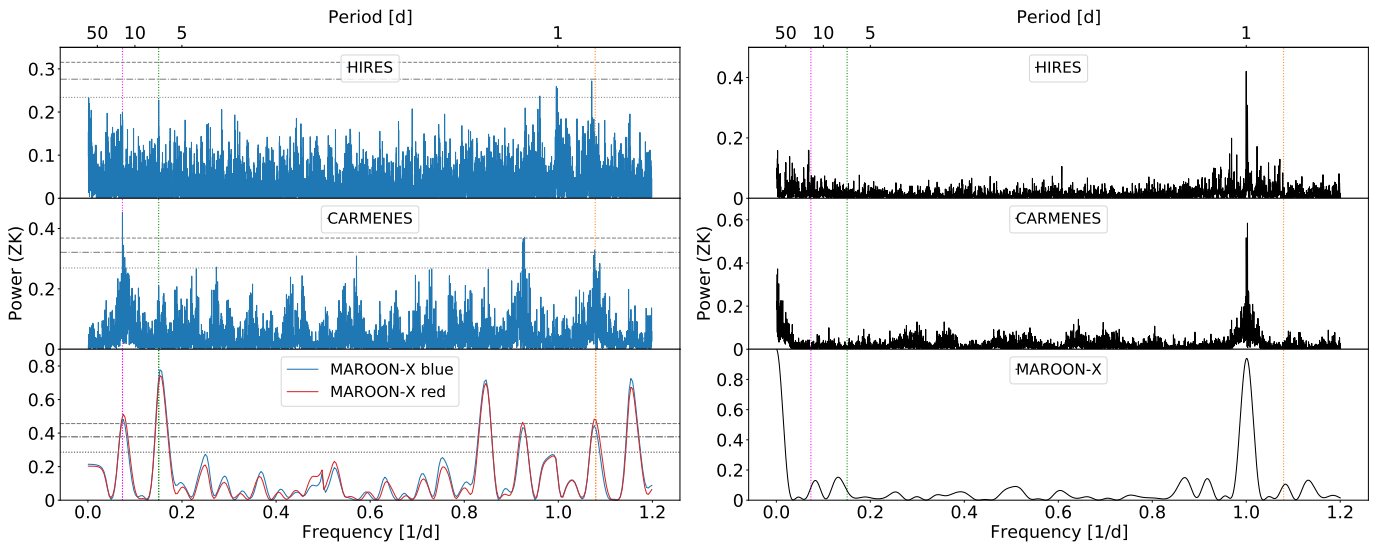 Period [d]
50 10 5 1
0.3
0.2
0.1
0
HIRES
0.4
0.2
0
CARMENES
0.8
0.6
0.4
0.2
0
MAROON-X blue
MAROON-X red
0.0 0.2 0.4 0.6 0.8 1.0 1.2
Frequency [1/d]
Power (ZK)
Period [d]
50 10 5 1
0.4
0.2
0
HIRES
0.6
0.4
0.2
0
CARMENES
0.8
0.6
0.4
0.2
0
MAROON-X
0.0 0.2 0.4 0.6 0.8 1.0 1.2
Frequency [1/d]
Power (ZK)